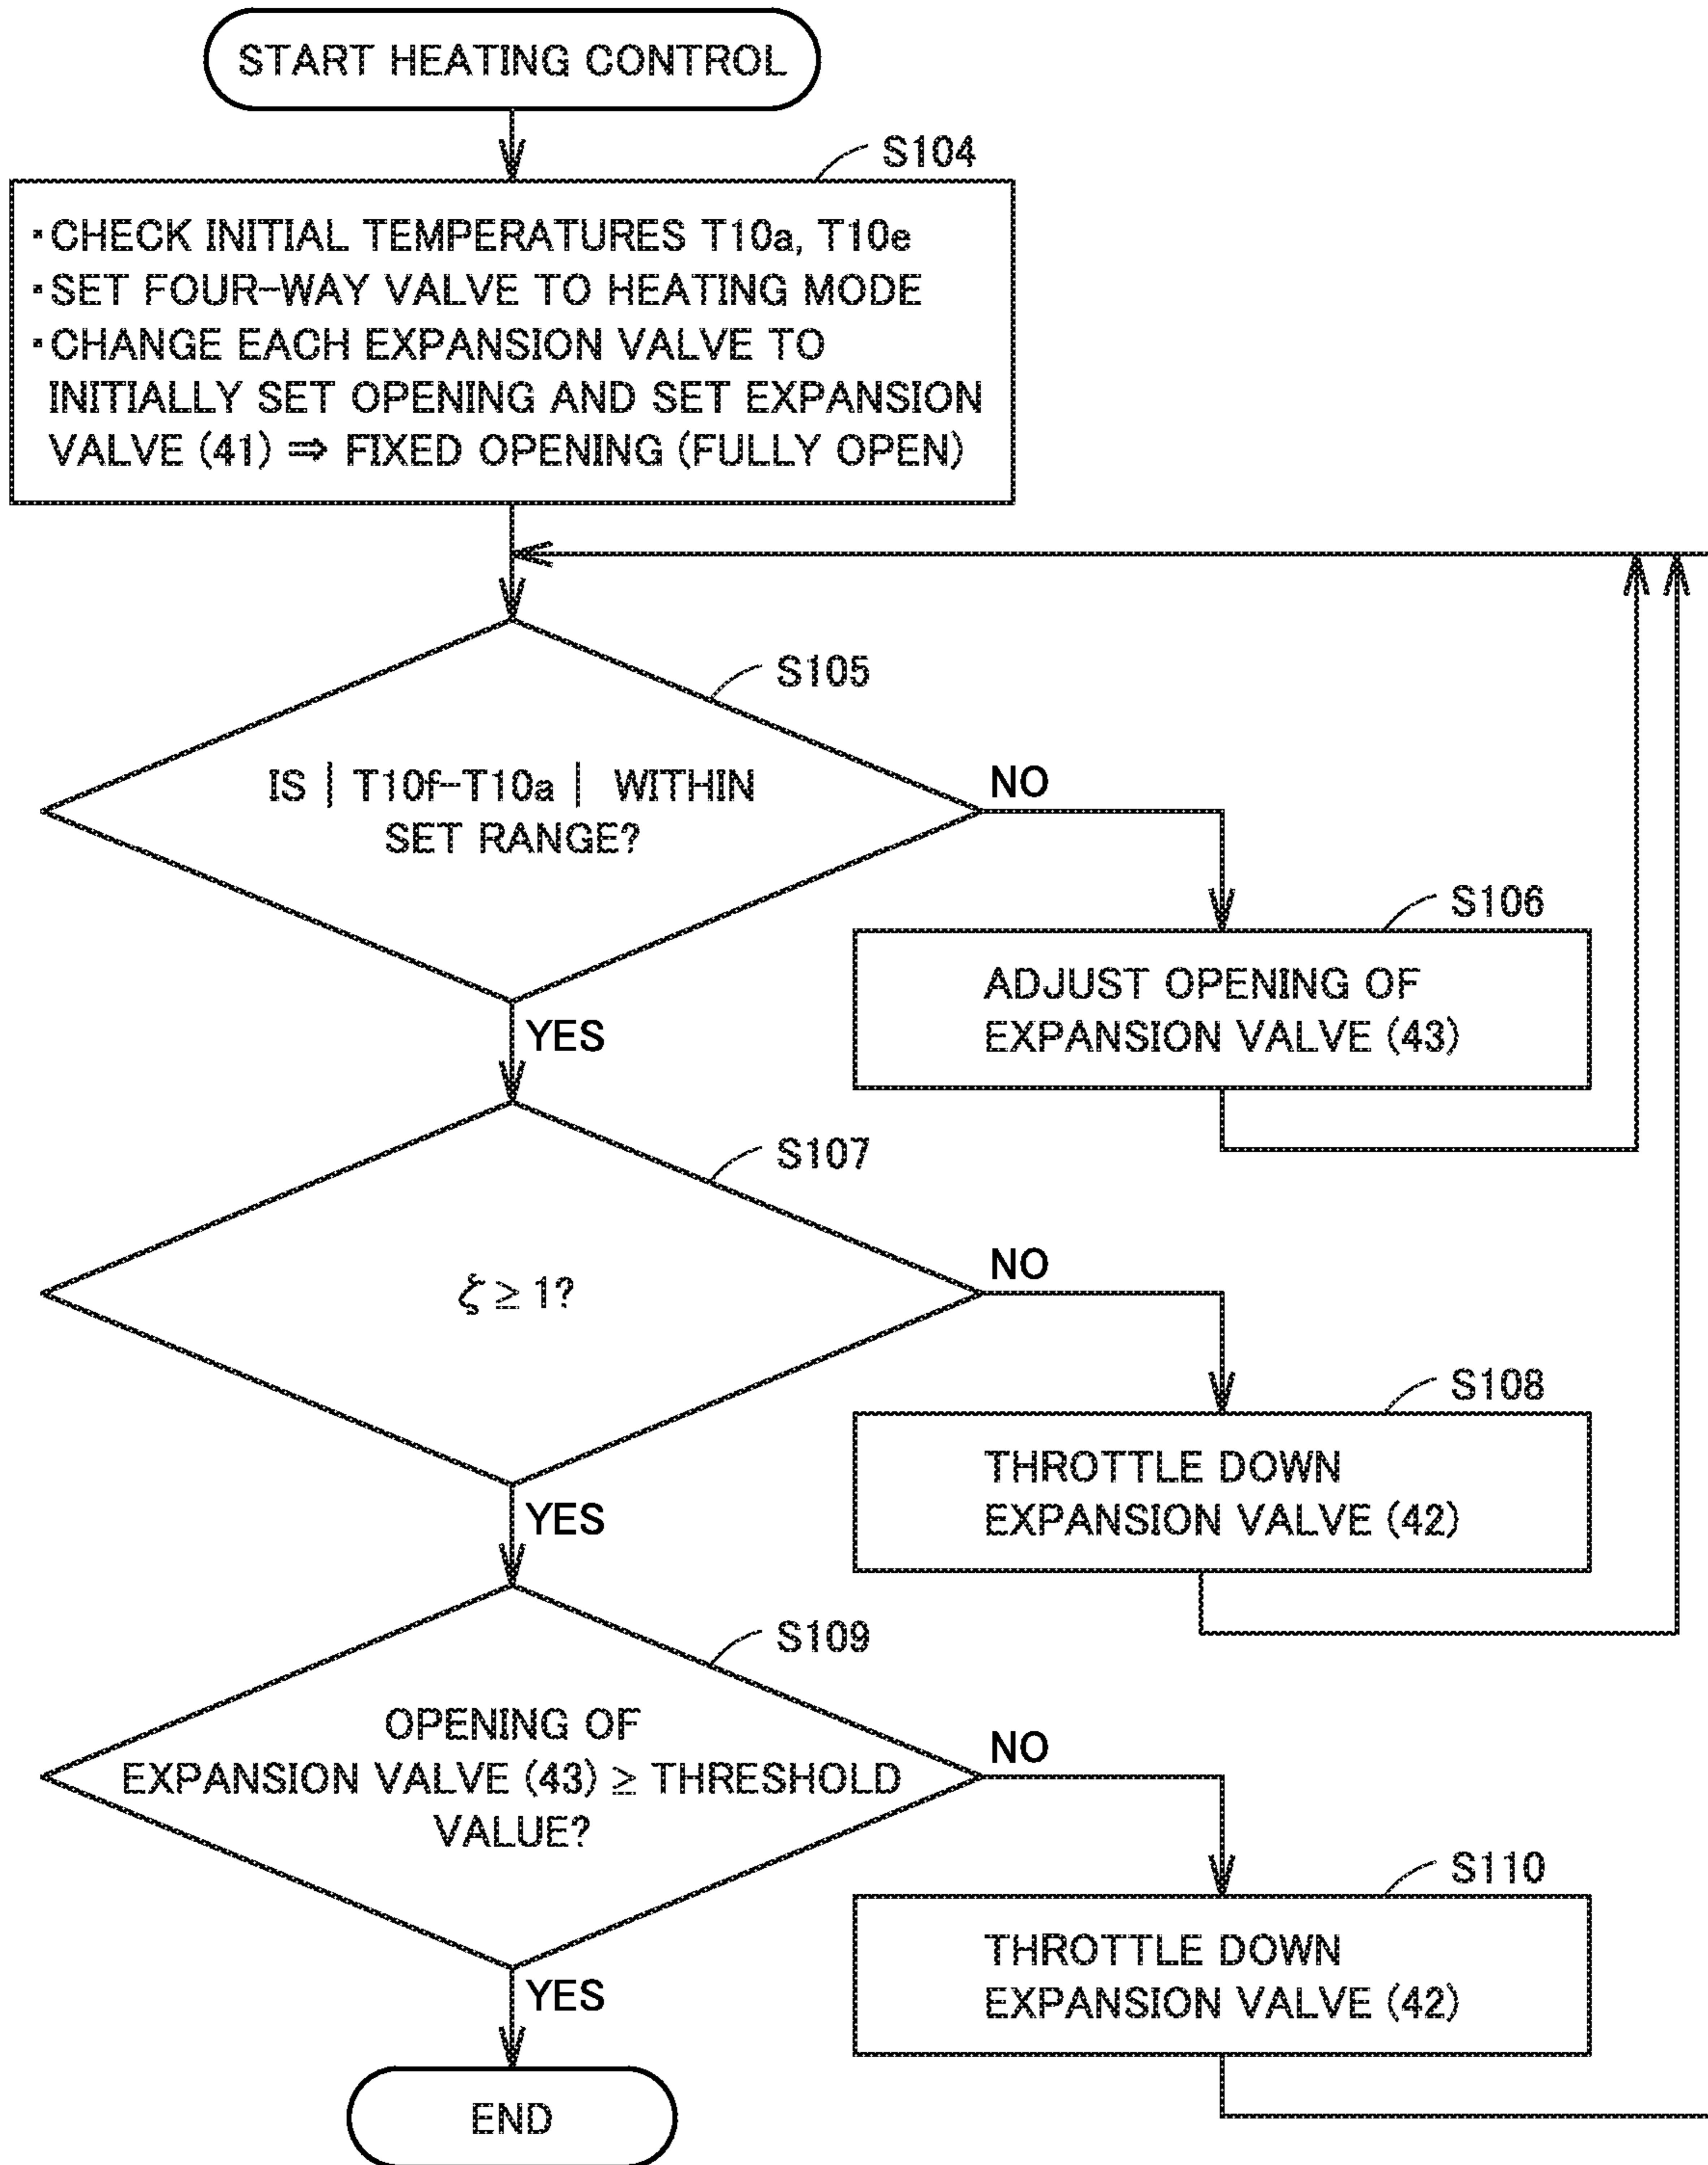 START HEATING CONTROL
S104
・CHECK INITIAL TEMPERATURES T10a, T10e
・SET FOUR-WAY VALVE TO HEATING MODE
・CHANGE EACH EXPANSION VALVE TO
INITIALLY SET OPENING AND SET EXPANSION
VALVE (41) ⇒ FIXED OPENING (FULLY OPEN)
S105
IS | T10f-T10a | WITHIN
SET RANGE?
NO
S106
ADJUST OPENING OF
EXPANSION VALVE (43)
YES
S107
ζ ≥ 1?
NO
S108
THROTTLE DOWN
EXPANSION VALVE (42)
YES
S109
OPENING OF
EXPANSION VALVE (43) ≥ THRESHOLD
VALUE?
NO
S110
THROTTLE DOWN
EXPANSION VALVE (42)
YES
END